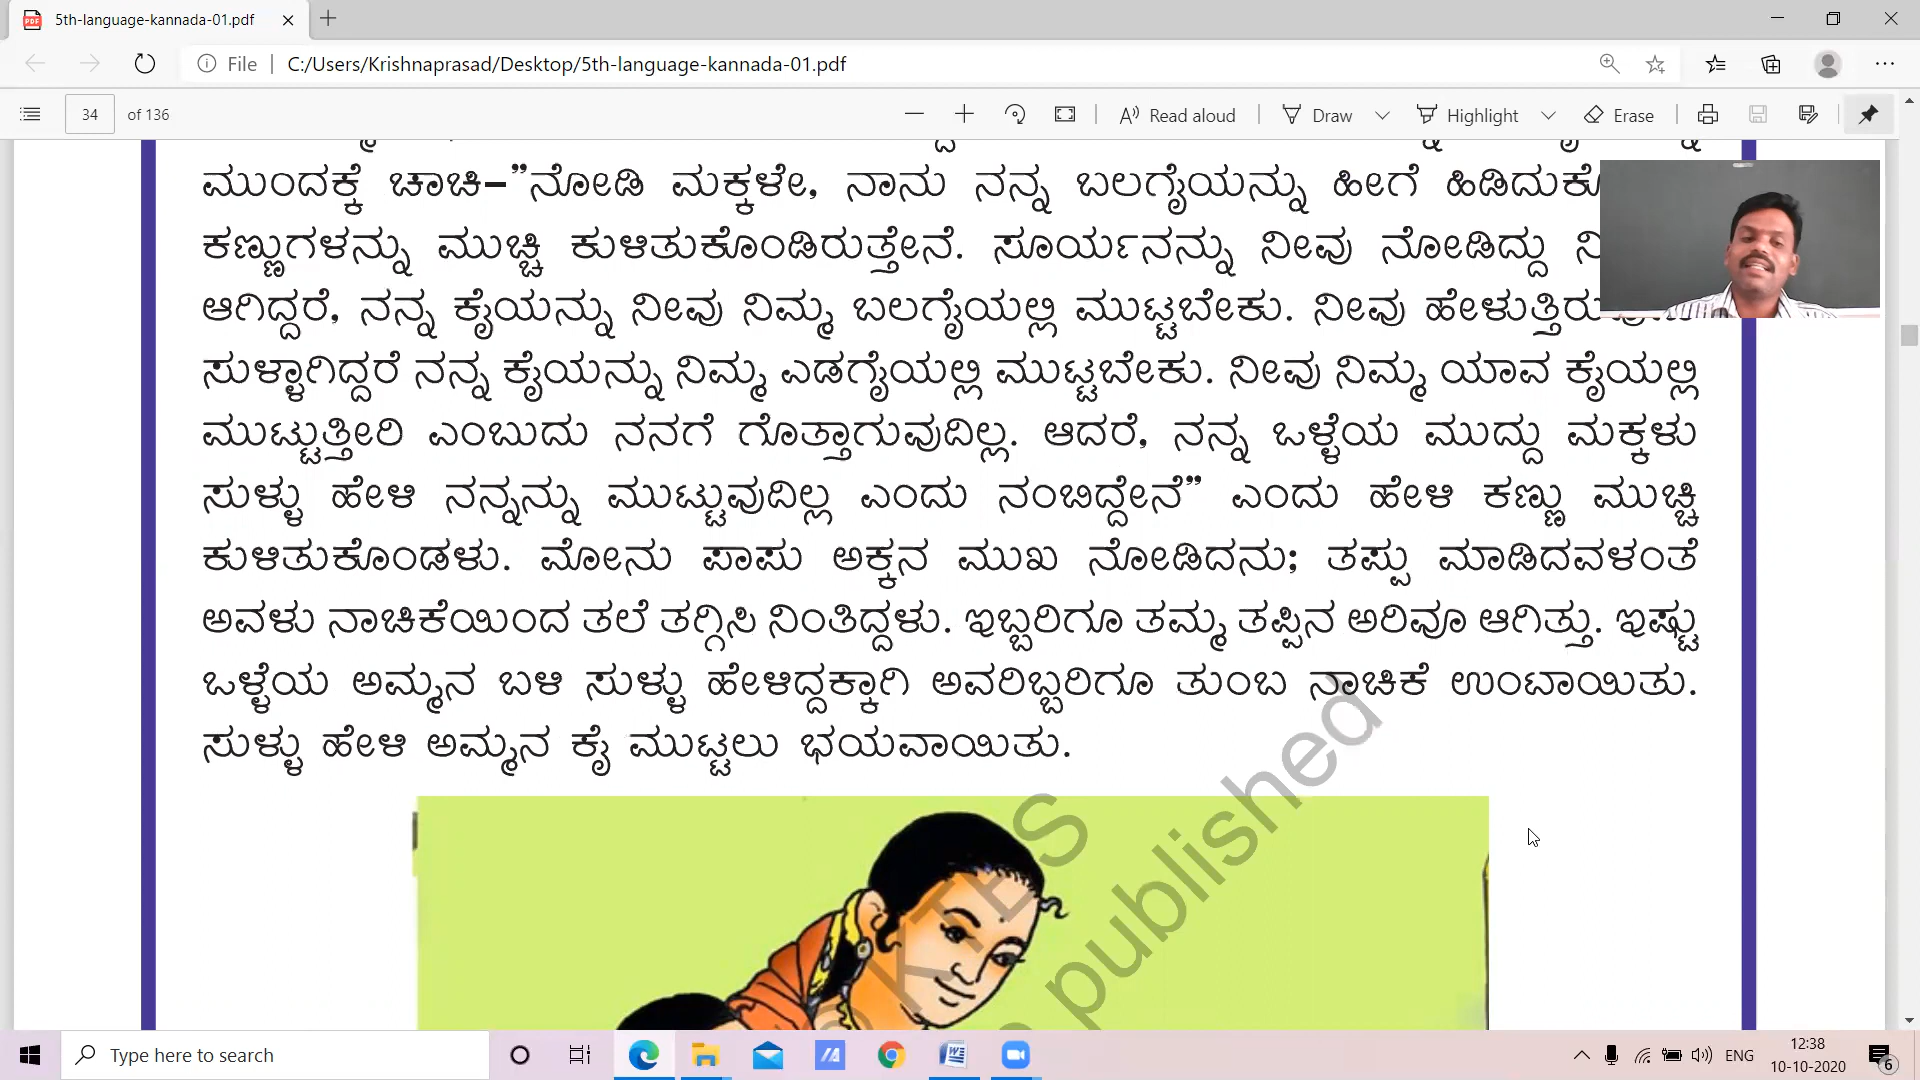 5th-language-kannada-01.pdf
File C:/Users/Krishnaprasad/Desktop/5th-language-kannada-01.pdf
34 of 136 Read aloud Draw Highlight Erase
ಮುಂದಕ್ಕೆ ಚಾಚಿ–"ನೋಡಿ ಮಕ್ಕಳೇ, ನಾನು ನನ್ನ ಬಲಗೈಯನ್ನು ಹೀಗೆ
ಕಣ್ಣುಗಳನ್ನು ಮುಚ್ಚಿ ಕುಳಿತುಕೊಂಡಿರುತ್ತೇನೆ. ಸೂರ್ಯನನ್ನು ನೀವು ನೋಡಿದ್ದು
ಆಗಿದ್ದರೆ, ನನ್ನ ಕೈಯನ್ನು ನೀವು ನಿಮ್ಮ ಬಲಗೈಯಲ್ಲಿ ಮುಟ್ಟಬೇಕು. ನೀವು
ಸುಳ್ಳಾಗಿದ್ದರೆ ನನ್ನ ಕೈಯನ್ನು ನಿಮ್ಮ ಎಡಗೈಯಲ್ಲಿ ಮುಟ್ಟಬೇಕು. ನೀವು ನಿಮ್ಮ ಯಾವ ಕೈಯಲ್ಲಿ
ಮುಟ್ಟುತ್ತೀರಿ ಎಂಬುದು ನನಗೆ ಗೊತ್ತಾಗುವುದಿಲ್ಲ. ಆದರೆ, ನನ್ನ ಒಳ್ಳೆಯ ಮುದ್ದು ಮಕ್ಕಳು
ಸುಳ್ಳು ಹೇಳಿ ನನ್ನನ್ನು ಮುಟ್ಟುವುದಿಲ್ಲ ಎಂದು ನಂಬಿದ್ದೇನೆ" ಎಂದು ಹೇಳಿ ಕಣ್ಣು ಮುಚ್ಚಿ
ಕುಳಿತುಕೊಂಡಳು. ಮೋನು ಪಾಪು ಅಕ್ಕನ ಮುಖ ನೋಡಿದನು; ತಪ್ಪು ಮಾಡಿದವಳಂತೆ
ಅವಳು ನಾಚಿಕೆಯಿಂದ ತಲೆ ತಗ್ಗಿಸಿ ನಿಂತಿದ್ದಳು. ಇಬ್ಬರಿಗೂ ತಮ್ಮ ತಪ್ಪಿನ ಅರಿವೂ ಆಗಿತ್ತು. ಇಷ್ಟು
ಒಳ್ಳೆಯ ಅಮ್ಮನ ಬಳಿ ಸುಳ್ಳು ಹೇಳಿದ್ದಕ್ಕಾಗಿ ಅವರಿಬ್ಬರಿಗೂ ತುಂಬ ನಾಚಿಕೆ ಉಂಟಾಯಿತು.
ಸುಳ್ಳು ಹೇಳಿ ಅಮ್ಮನ ಕೈ ಮುಟ್ಟಲು ಭಯವಾಯಿತು.
KTBS
published
Type here to search
ENG
12:38
10-10-2020
6